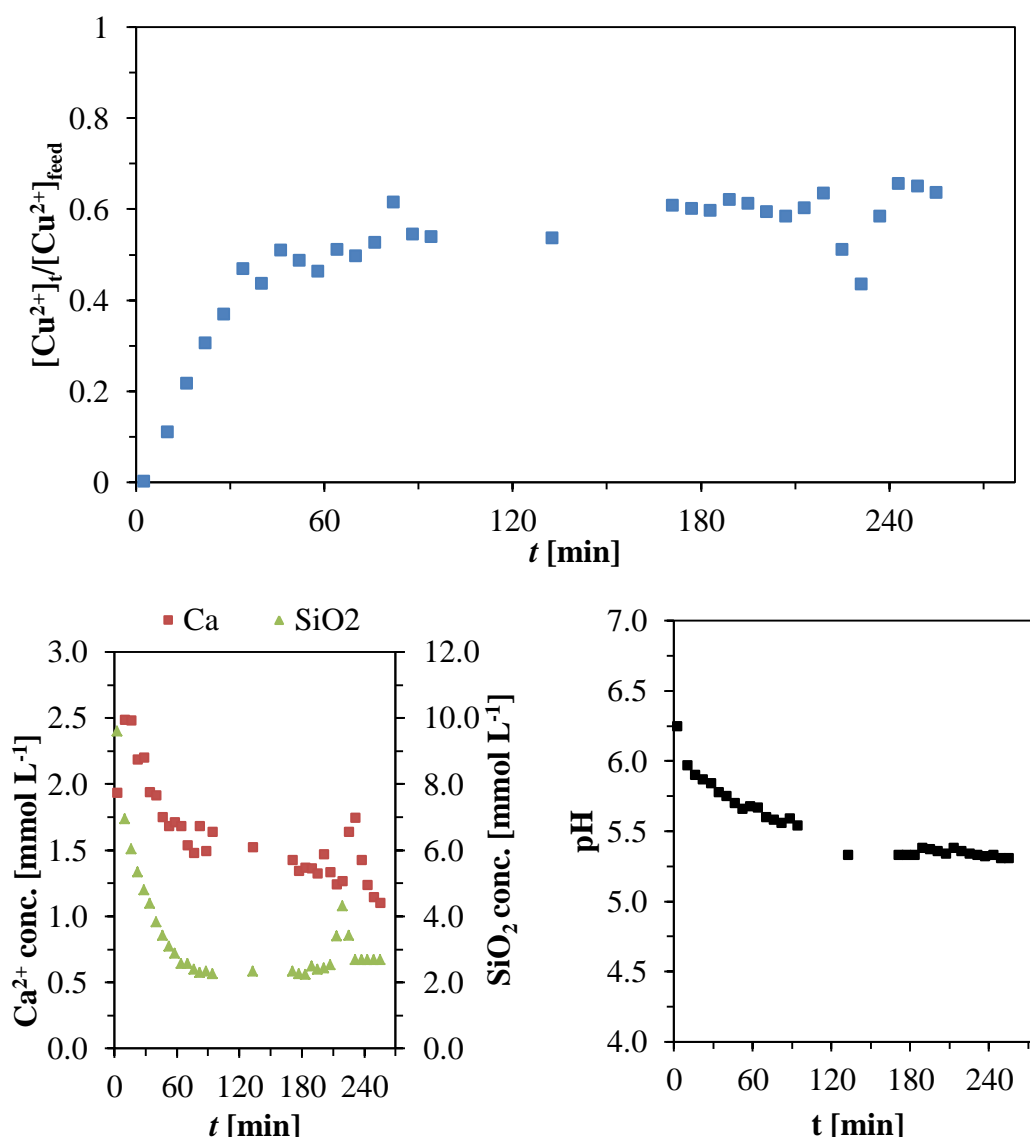 1
0.8
0.6
0.4
0.2
0
[Cu²⁺]ₜ/[Cu²⁺]feed
0 60 120 180 240
t [min]
Ca SiO2
3.0
2.5
2.0
1.5
1.0
0.5
0.0
Ca²⁺ conc. [mmol L⁻¹]
12.0
10.0
8.0
6.0
4.0
2.0
0.0
SiO₂ conc. [mmol L⁻¹]
0 60 120 180 240
t [min]
7.0
6.5
6.0
5.5
5.0
4.5
4.0
pH
0 60 120 180 240
t [min]